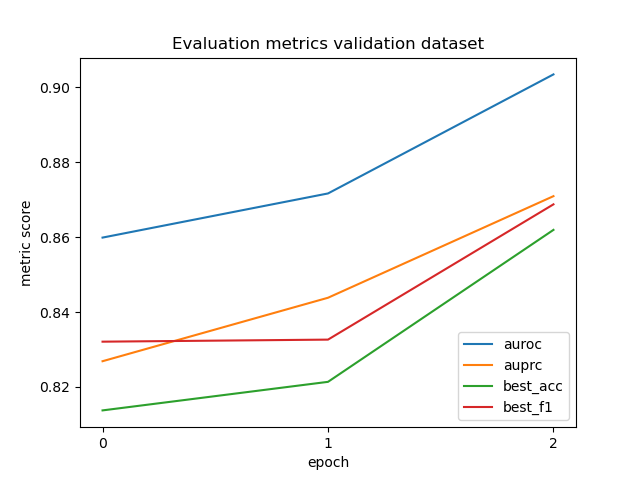 Evaluation metrics validation dataset
metric score
0.90
0.88
0.86
0.84
0.82
0
1
2
epoch
auroc
auprc
best_acc
best_f1